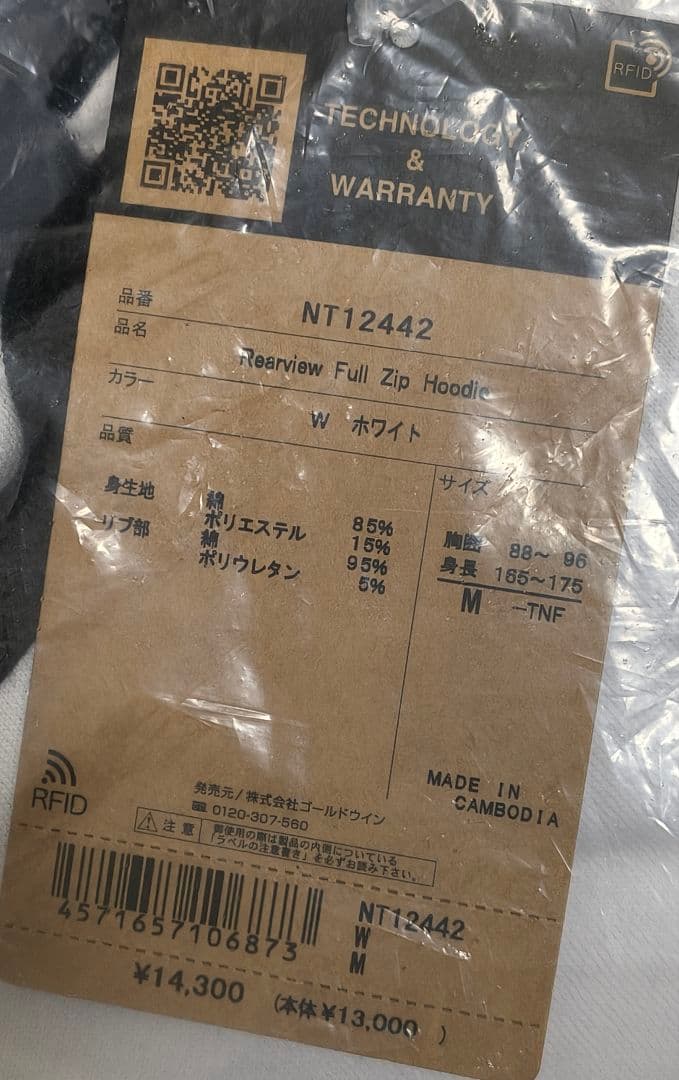 RFID
TECHNOLOGY
&
WARRANTY
品番 NT12442
品名 Rearview Full Zip Hoodie
カラー W ホワイト
品質
身生地 綿 85%
ポリエステル 15%
リブ部 綿 95%
ポリウレタン 5%
サイズ
胸囲 88~ 96
身長 165~175
M -TNF
MADE IN
CAMBODIA
RFID
発売元/株式会社ゴールドウイン
0120-307-560
注意
御使用の際は製品の内側についている
「ラベルの注意書き」を必ずお読み下さい。
4571657106873
NT12442
W
M
¥14,300 (本体¥13,000 )